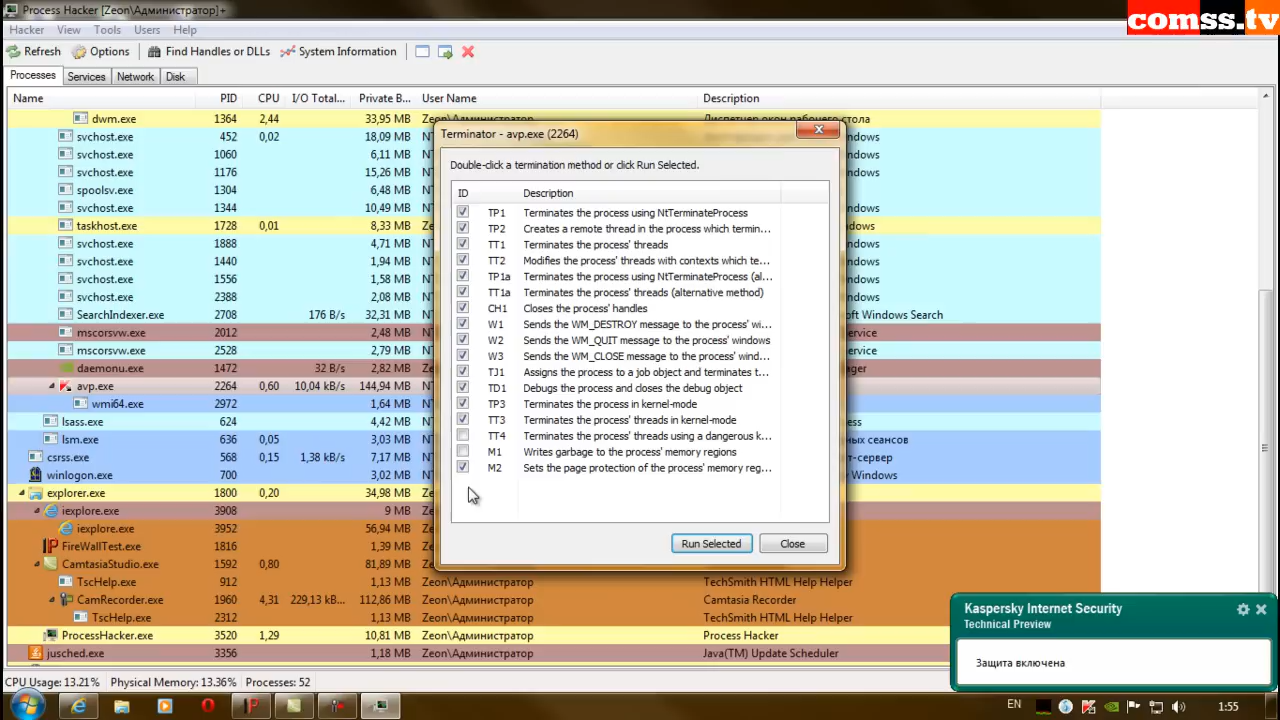 Process Hacker [Zeon\Администратор]+
comss.tv
Hacker View Tools Users Help
Refresh Options Find Handles or DLLs System Information
Processes Services Network Disk
Name PID CPU I/O Total... Private B... User Name Description
dwm.exe 1364 2,44 33,95 MB Zeon\Администратор Диспетчер окон рабочего стола
svchost.exe 452 0,02 18,09 MB
svchost.exe 1060 6,11 MB
svchost.exe 1176 15,26 MB
spoolsv.exe 1304 6,48 MB
svchost.exe 1344 10,49 MB
taskhost.exe 1728 0,01 8,33 MB
svchost.exe 1888 4,71 MB
svchost.exe 1440 1,94 MB
svchost.exe 1556 1,58 MB
svchost.exe 2388 2,08 MB
SearchIndexer.exe 2708 176 B/s 32,31 MB oft Windows Search
mscorsvw.exe 2012 2,48 MB service
mscorsvw.exe 2528 2,79 MB service
daemonu.exe 1472 2,82 MB ager
avp.exe 2264 0,60 10,04 kB/s 144,94 MB
wmi64.exe 2972 1,64 MB
lsass.exe 624 4,42 MB
lsm.exe 636 0,05 3,03 MB ных сеансов
csrss.exe 568 0,15 1,38 kB/s 7,17 MB т-сервер
winlogon.exe 700 3,02 MB у Windows
explorer.exe 1800 0,20 34,98 MB
iexplore.exe 3908 9 MB
iexplore.exe 3952 56,94 MB
FireWallTest.exe 1816 1,39 MB
CamtasiaStudio.exe 1592 0,80 81,89 MB
TscHelp.exe 912 1,13 MB Zeon\Администратор TechSmith HTML Help Helper
CamRecorder.exe 1960 4,31 229,13 kB... 112,86 MB Zeon\Администратор Camtasia Recorder
TscHelp.exe 2312 1,13 MB Zeon\Администратор TechSmith HTML Help Helper
ProcessHacker.exe 3520 1,29 10,81 MB Zeon\Администратор Process Hacker
jusched.exe 3356 1,18 MB Zeon\Администратор Java(TM) Update Scheduler
CPU Usage: 13.21% Physical Memory: 13.36% Processes: 52
Terminator - avp.exe (2264)
Double-click a termination method or click Run Selected.
ID Description
TP1 Terminates the process using NtTerminateProcess
TP2 Creates a remote thread in the process which termin...
TT1 Terminates the process' threads
TT2 Modifies the process' threads with contexts which te...
TP1a Terminates the process using NtTerminateProcess (al...
TT1a Terminates the process' threads (alternative method)
CH1 Closes the process' handles
W1 Sends the WM_DESTROY message to the process' wi...
W2 Sends the WM_QUIT message to the process' windows
W3 Sends the WM_CLOSE message to the process' wind...
TJ1 Assigns the process to a job object and terminates t...
TD1 Debugs the process and closes the debug object
TP3 Terminates the process in kernel-mode
TT3 Terminates the process' threads in kernel-mode
TT4 Terminates the process' threads using a dangerous k...
M1 Writes garbage to the process' memory regions
M2 Sets the page protection of the process' memory reg...
Run Selected Close
Kaspersky Internet Security
Technical Preview
Защита включена
EN 1:55